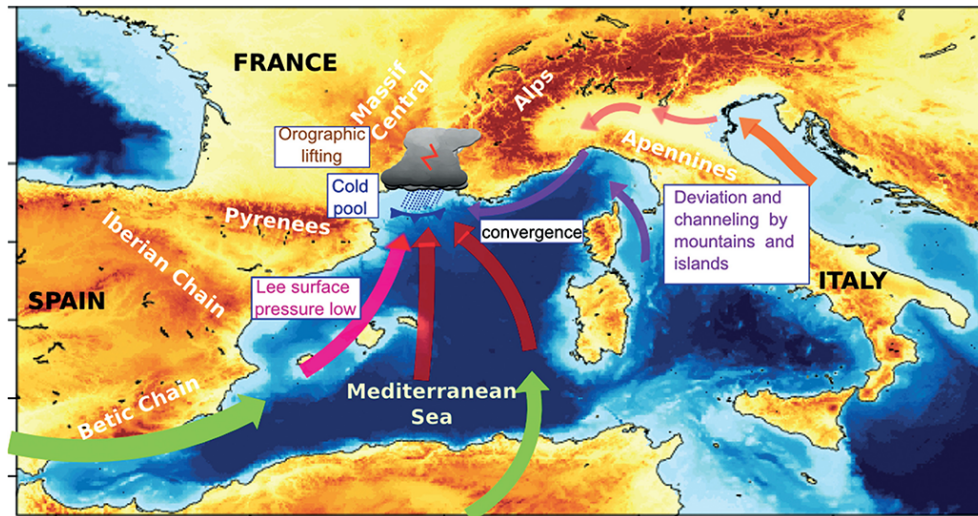 FRANCE
Massif
Central
Alps
Orographic
lifting
Apennines
Cold
pool
Pyrenees
Iberian Chain
convergence
Deviation and
channeling by
mountains and
islands
Lee surface
pressure low
SPAIN
ITALY
Betic Chain
Mediterranean
Sea